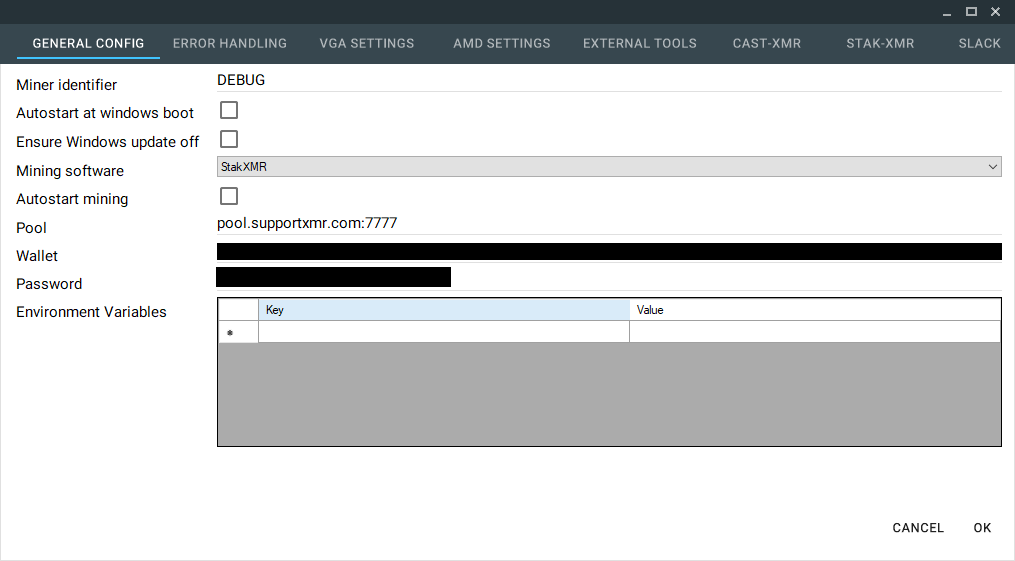 GENERAL CONFIG ERROR HANDLING VGA SETTINGS AMD SETTINGS EXTERNAL TOOLS CAST-XMR STAK-XMR SLACK
Miner identifier DEBUG
Autostart at windows boot
Ensure Windows update off
Mining software StakXMR
Autostart mining
Pool pool.supportxmr.com:7777
Wallet
Password
Environment Variables Key Value
*
CANCEL OK